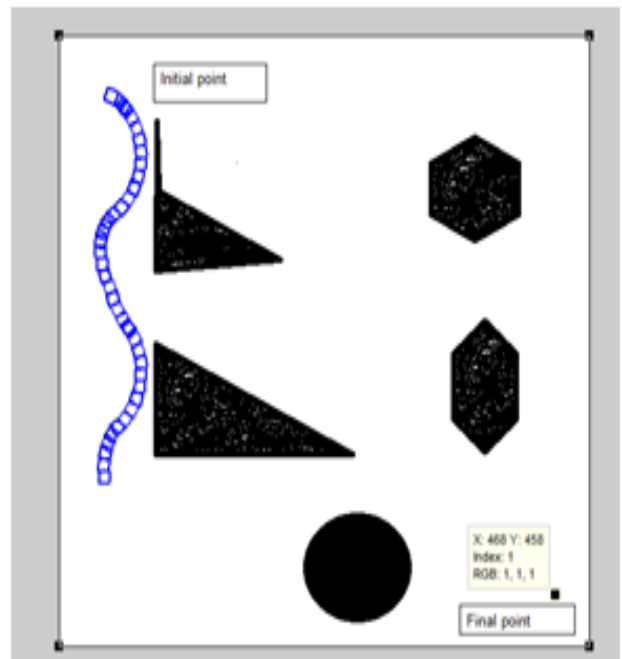 Initial point
X: 468 Y: 458
Index: 1
RGB: 1, 1, 1
Final point